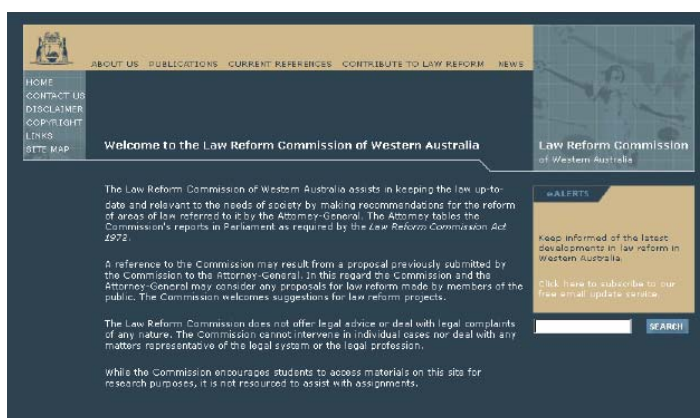 ABOUT US PUBLICATIONS CURRENT REFERENCES CONTRIBUTE TO LAW REFORM NEWS
HOME
CONTACT US
DISCLAIMER
COPYRIGHT
LINKS
SITE MAP
Welcome to the Law Reform Commission of Western Australia
Law Reform Commission
of Western Australia
The Law Reform Commission of Western Australia assists in keeping the law up-to-
date and relevant to the needs of society by making recommendations for the reform
of areas of law referred to it by the Attorney-General. The Attorney tables the
Commission's reports in Parliament as required by the Law Reform Commission Act
1972.
A reference to the Commission may result from a proposal previously submitted by
the Commission to the Attorney-General. In this regard the Commission and the
Attorney-General may consider any proposals for law reform made by members of the
public. The Commission welcomes suggestions for law reform projects.
The Law Reform Commission does not offer legal advice or deal with legal complaints
of any nature. The Commission cannot intervene in individual cases nor deal with any
matters representative of the legal system or the legal profession.
While the Commission encourages students to access materials on this site for
research purposes, it is not resourced to assist with assignments.
eALERTS
Keep informed of the latest
developments in law reform in
Western Australia.
Click here to subscribe to our
free email update service.
SEARCH